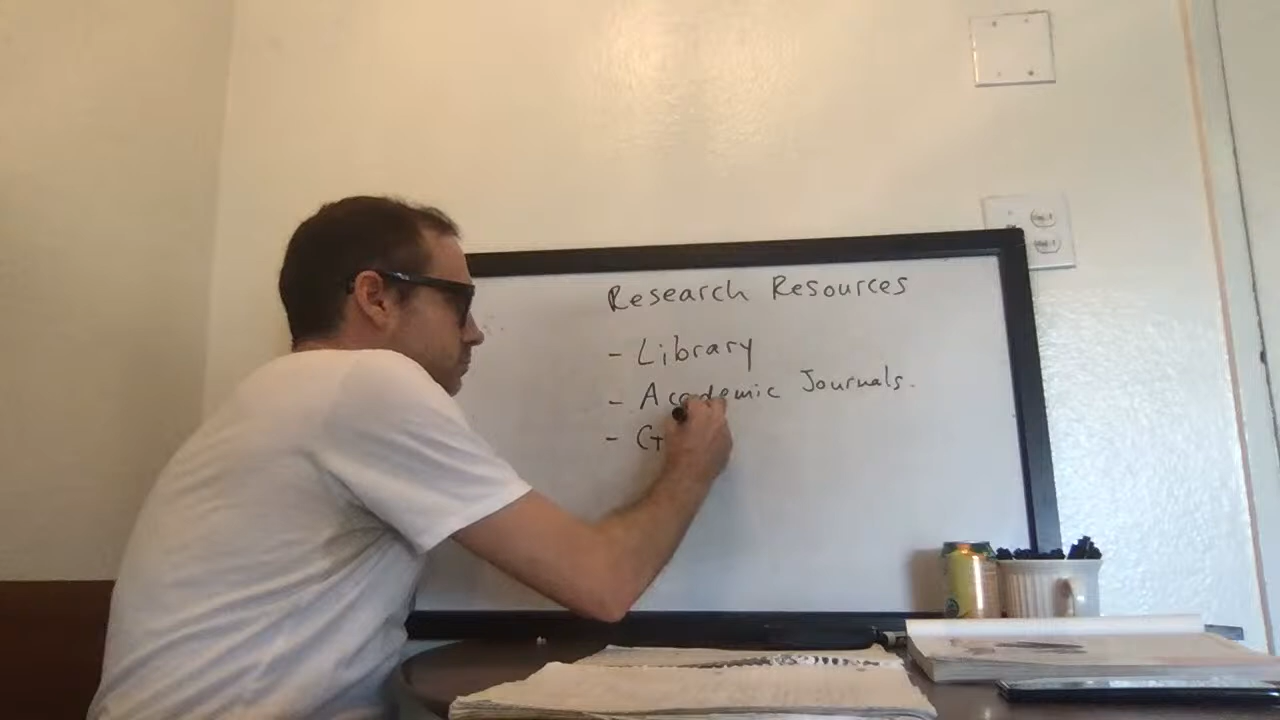 Research Resources
- Library
- Academic Journals.
- G